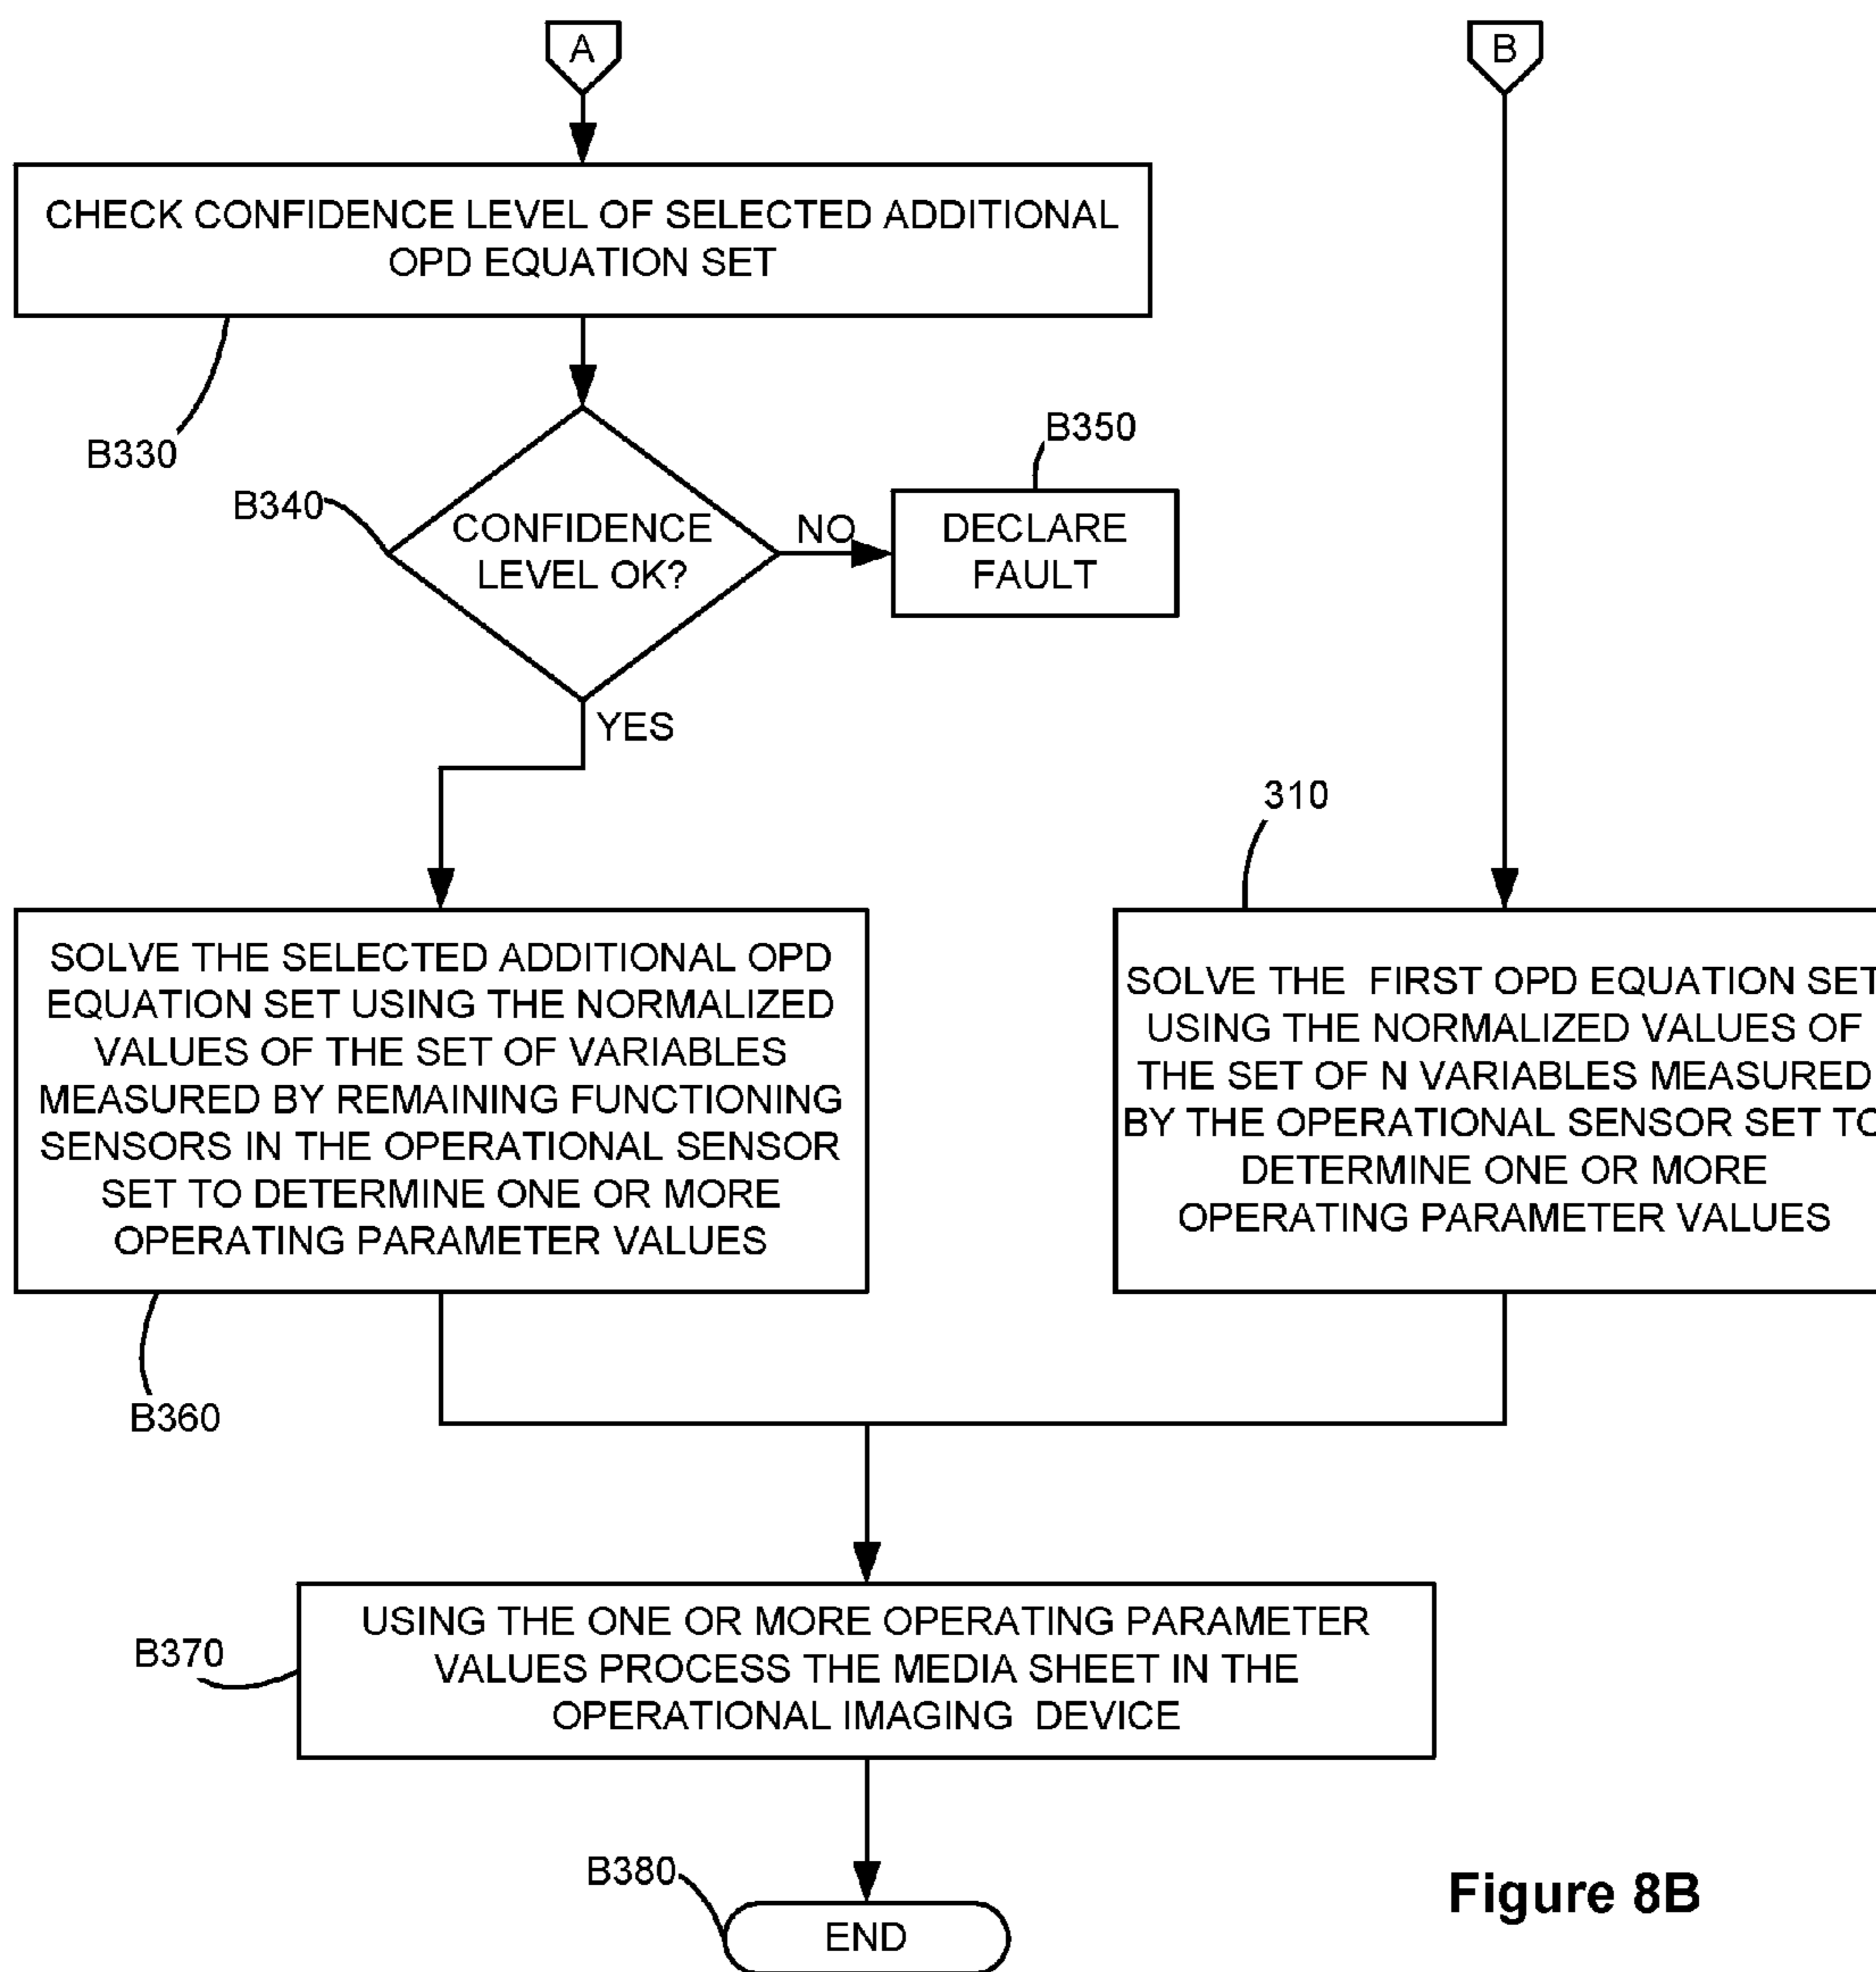 A
B
CHECK CONFIDENCE LEVEL OF SELECTED ADDITIONAL
OPD EQUATION SET
B330
B340
CONFIDENCE
LEVEL OK?
NO
B350
DECLARE
FAULT
YES
310
SOLVE THE SELECTED ADDITIONAL OPD
EQUATION SET USING THE NORMALIZED
VALUES OF THE SET OF VARIABLES
MEASURED BY REMAINING FUNCTIONING
SENSORS IN THE OPERATIONAL SENSOR
SET TO DETERMINE ONE OR MORE
OPERATING PARAMETER VALUES
SOLVE THE FIRST OPD EQUATION SET
USING THE NORMALIZED VALUES OF
THE SET OF N VARIABLES MEASURED
BY THE OPERATIONAL SENSOR SET TO
DETERMINE ONE OR MORE
OPERATING PARAMETER VALUES
B360
B370
USING THE ONE OR MORE OPERATING PARAMETER
VALUES PROCESS THE MEDIA SHEET IN THE
OPERATIONAL IMAGING DEVICE
B380
END
Figure 8B